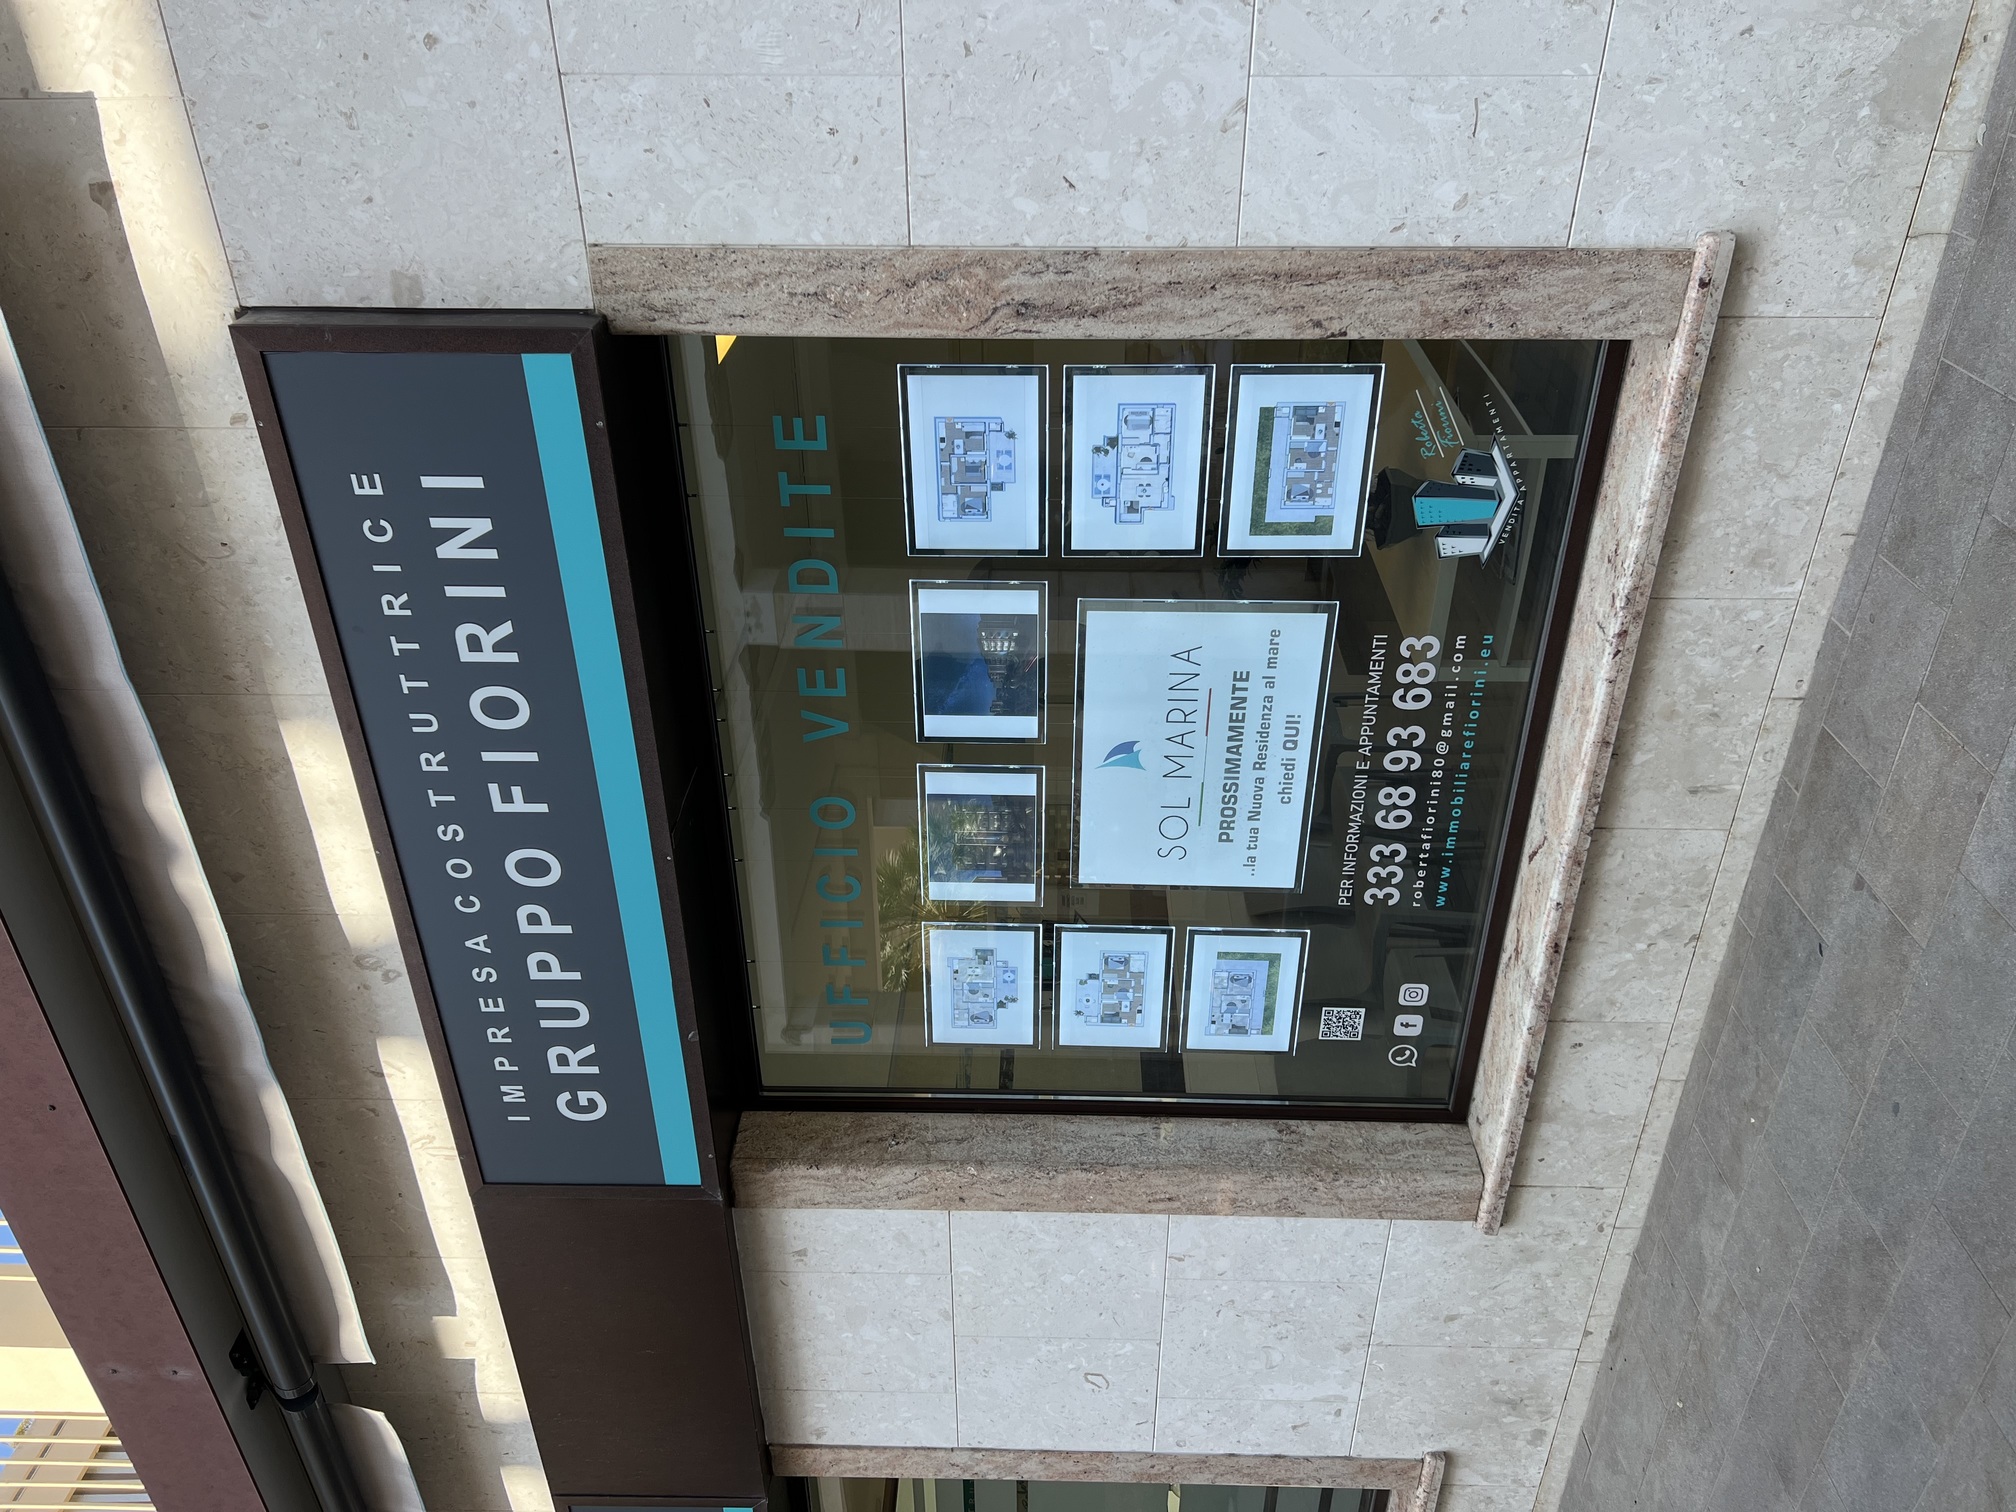 IMPRESA COSTRUTTRICE
GRUPPO FIORINI
UFFICIO VENDITE
SOL MARINA
PROSSIMAMENTE
..la tua Nuova Residenza al mare
chiedi QUI!
PER INFORMAZIONI E APPUNTAMENTI
333 68 93 683
robertafiorini80@gmail.com
www.immobiliarefiorini.eu
Roberta
Fiorini
VENDITA APPARTAMENTI